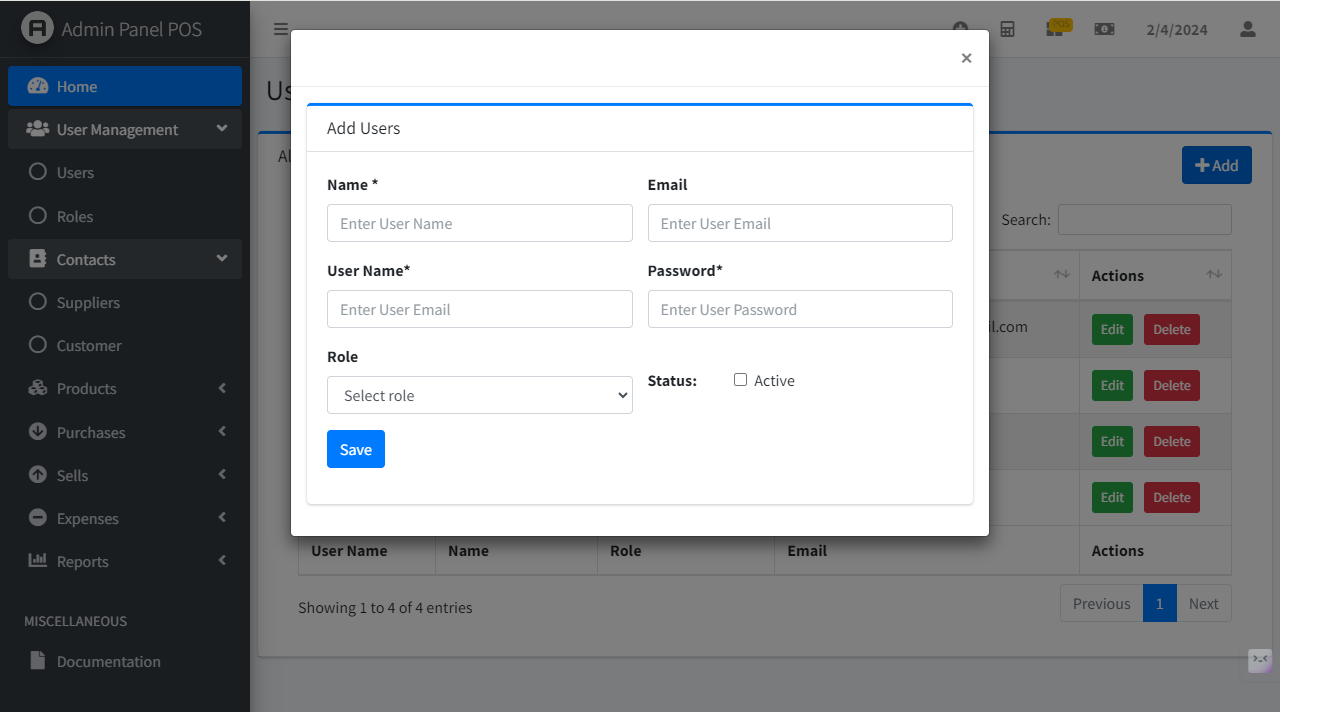 Admin Panel POS
POS
2/4/2024
Home
User Management
Users
Roles
Contacts
Suppliers
Customer
Products
Purchases
Sells
Expenses
Reports
MISCELLANEOUS
Documentation
×
Add Users
Name *
Email
Enter User Name
Enter User Email
User Name*
Password*
Enter User Email
Enter User Password
Role
Select role
Status:
Active
Save
Add
Search:
Actions
il.com
Edit Delete
Edit Delete
Edit Delete
Edit Delete
User Name Name Role Email Actions
Showing 1 to 4 of 4 entries
Previous 1 Next